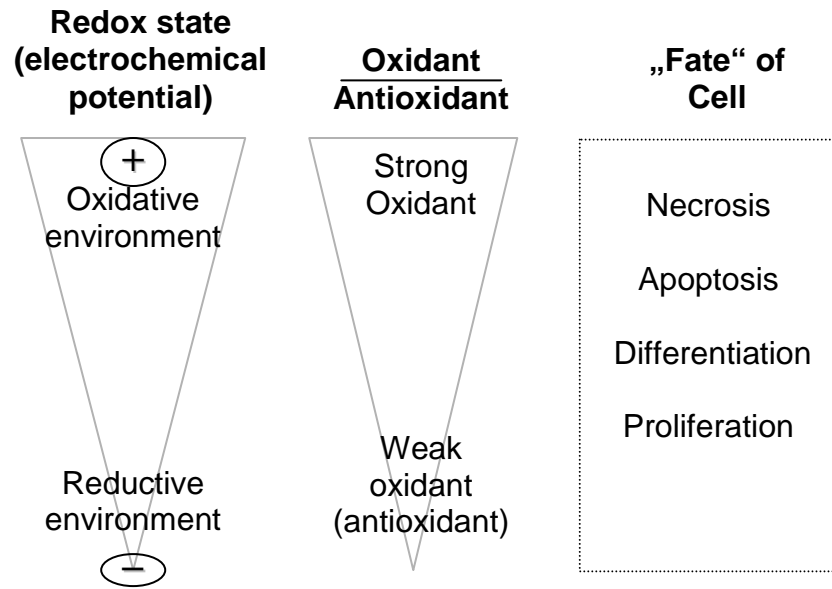 Redox state
(electrochemical
potential)
+
Oxidative
environment
Reductive
environment
−
Oxidant
Antioxidant
Strong
Oxidant
Weak
oxidant
(antioxidant)
„Fate“ of
Cell
Necrosis
Apoptosis
Differentiation
Proliferation